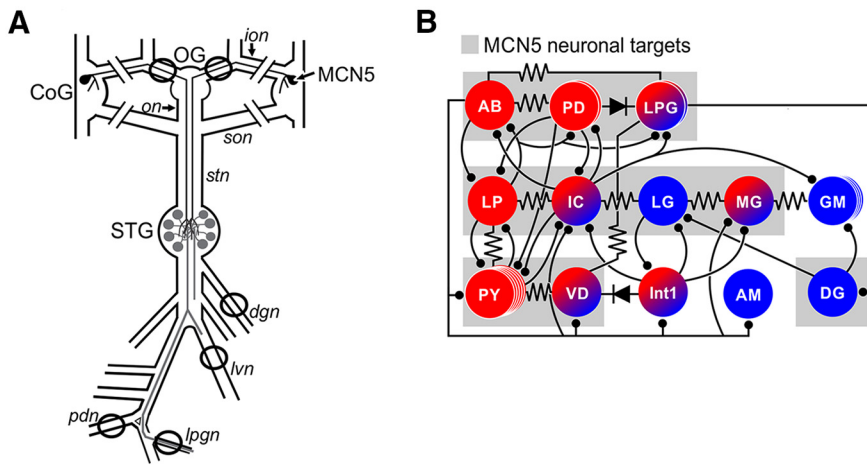 A
ion
OG
MCN5
CoG
on
son
stn
STG
dgn
lvn
pdn
lpgn
B
MCN5 neuronal targets
AB PD LPG
LP IC LG MG GM
PY VD Int1 AM DG